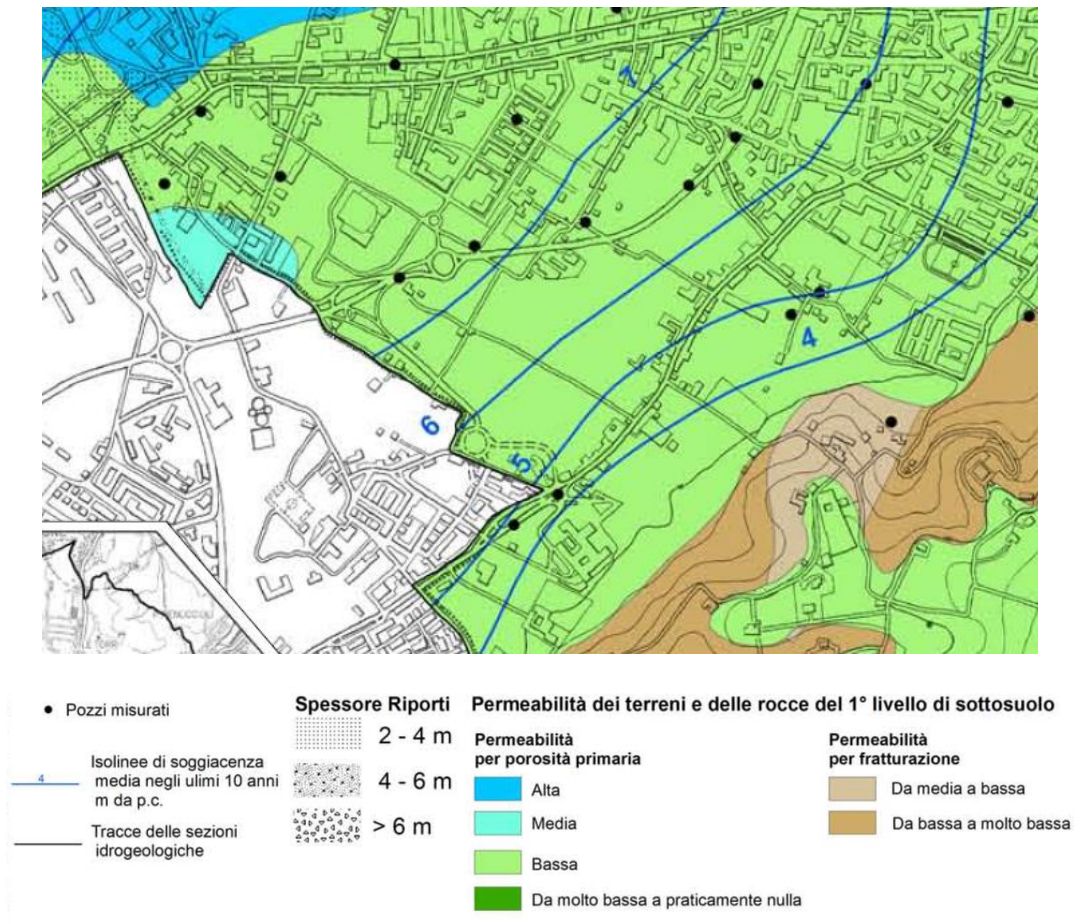 7
4
6
5
Pozzi misurati
4
Isolinee di soggiacenza
media negli ulimi 10 anni
m da p.c.
Tracce delle sezioni
idrogeologiche
Spessore Riporti
2 - 4 m
4 - 6 m
> 6 m
Permeabilità dei terreni e delle rocce del 1° livello di sottosuolo
Permeabilità
per porosità primaria
Alta
Media
Bassa
Da molto bassa a praticamente nulla
Permeabilità
per fratturazione
Da media a bassa
Da bassa a molto bassa